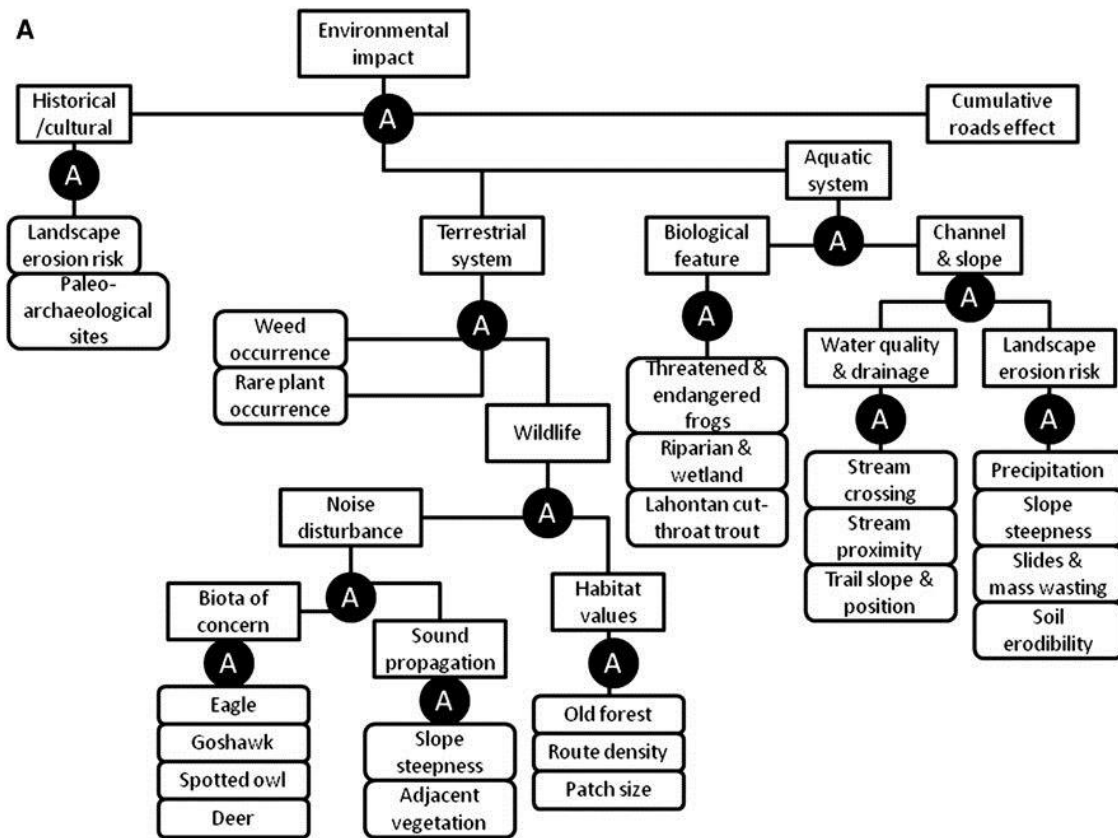 A
Environmental
impact
Historical
/cultural
A
Cumulative
roads effect
A
Landscape
erosion risk
Paleo-
archaeological
sites
Aquatic
system
Terrestrial
system
Biological
feature
A
Channel
& slope
A
Weed
occurrence
Rare plant
occurrence
Wildlife
A
Threatened &
endangered
frogs
Riparian &
wetland
Lahontan cut-
throat trout
A
Water quality
& drainage
Landscape
erosion risk
A
Stream
crossing
Stream
proximity
Trail slope &
position
A
Precipitation
Slope
steepness
Slides &
mass wasting
Soil
erodibility
A
Noise
disturbance
Habitat
values
A
Biota of
concern
Sound
propagation
A
Eagle
Goshawk
Spotted owl
Deer
A
Slope
steepness
Adjacent
vegetation
A
Old forest
Route density
Patch size